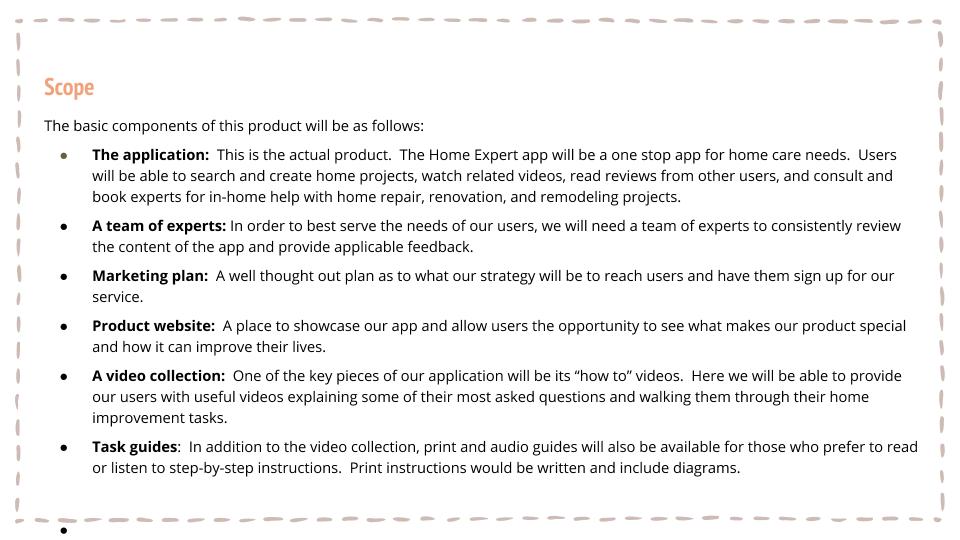 Scope
The basic components of this product will be as follows:
● The application:  This is the actual product.  The Home Expert app will be a one stop app for home care needs.  Users
will be able to search and create home projects, watch related videos, read reviews from other users, and consult and
book experts for in-home help with home repair, renovation, and remodeling projects.
● A team of experts: In order to best serve the needs of our users, we will need a team of experts to consistently review
the content of the app and provide applicable feedback.
● Marketing plan:  A well thought out plan as to what our strategy will be to reach users and have them sign up for our
service.
● Product website:  A place to showcase our app and allow users the opportunity to see what makes our product special
and how it can improve their lives.
● A video collection:  One of the key pieces of our application will be its “how to” videos.  Here we will be able to provide
our users with useful videos explaining some of their most asked questions and walking them through their home
improvement tasks.
● Task guides:  In addition to the video collection, print and audio guides will also be available for those who prefer to read
or listen to step-by-step instructions.  Print instructions would be written and include diagrams.
●